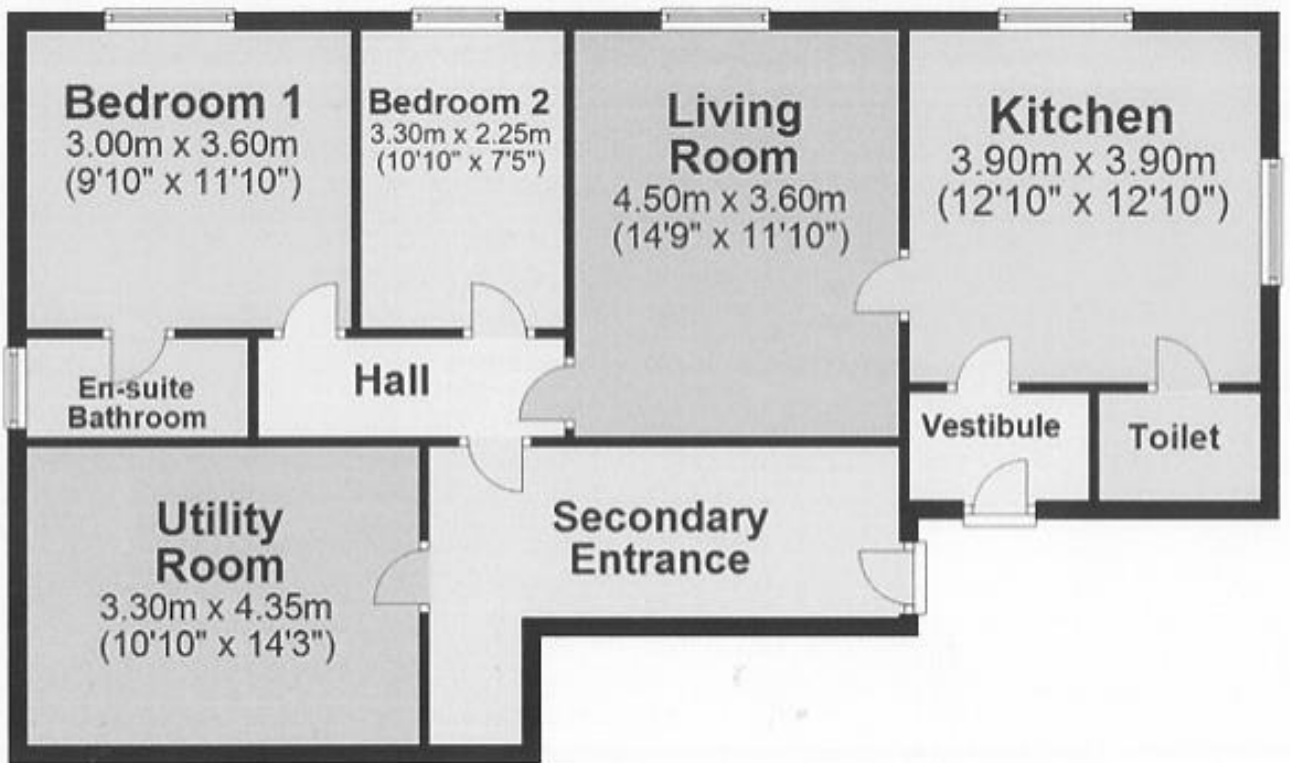 Bedroom 1
3.00m x 3.60m
(9'10" x 11'10")
Bedroom 2
3.30m x 2.25m
(10'10" x 7'5")
Living
Room
4.50m x 3.60m
(14'9" x 11'10")
Kitchen
3.90m x 3.90m
(12'10" x 12'10")
En-suite
Bathroom
Hall
Vestibule
Toilet
Utility
Room
3.30m x 4.35m
(10'10" x 14'3")
Secondary
Entrance